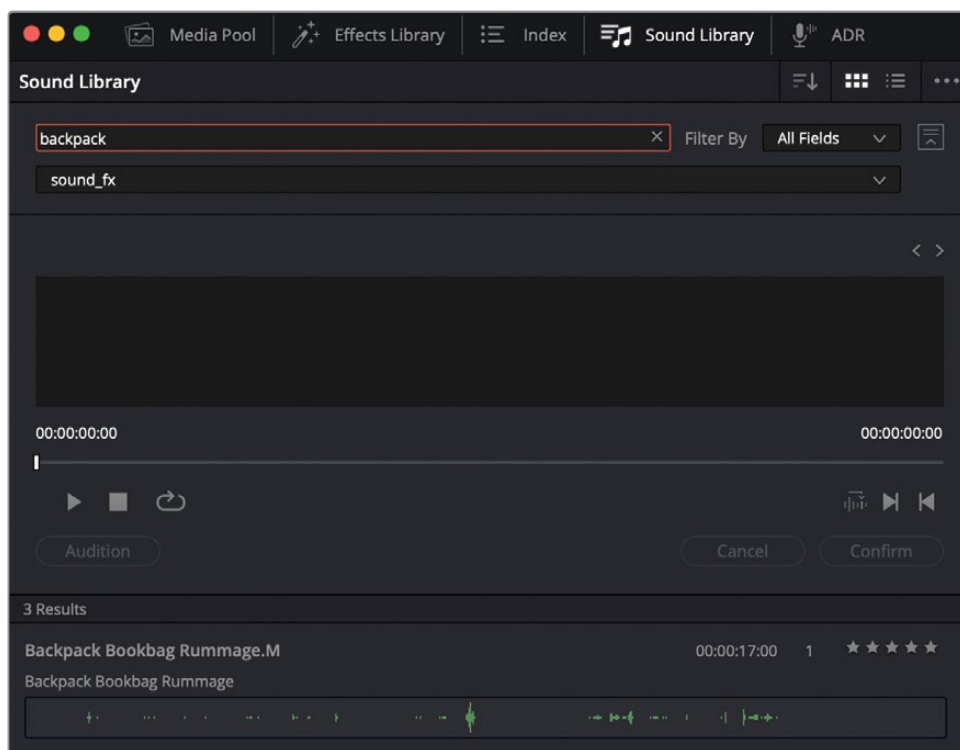 Media Pool Effects Library Index Sound Library ADR
Sound Library
backpack Filter By All Fields
sound_fx
00:00:00:00 00:00:00:00
Audition Cancel Confirm
3 Results
Backpack Bookbag Rummage.M 00:00:17:00 1
Backpack Bookbag Rummage